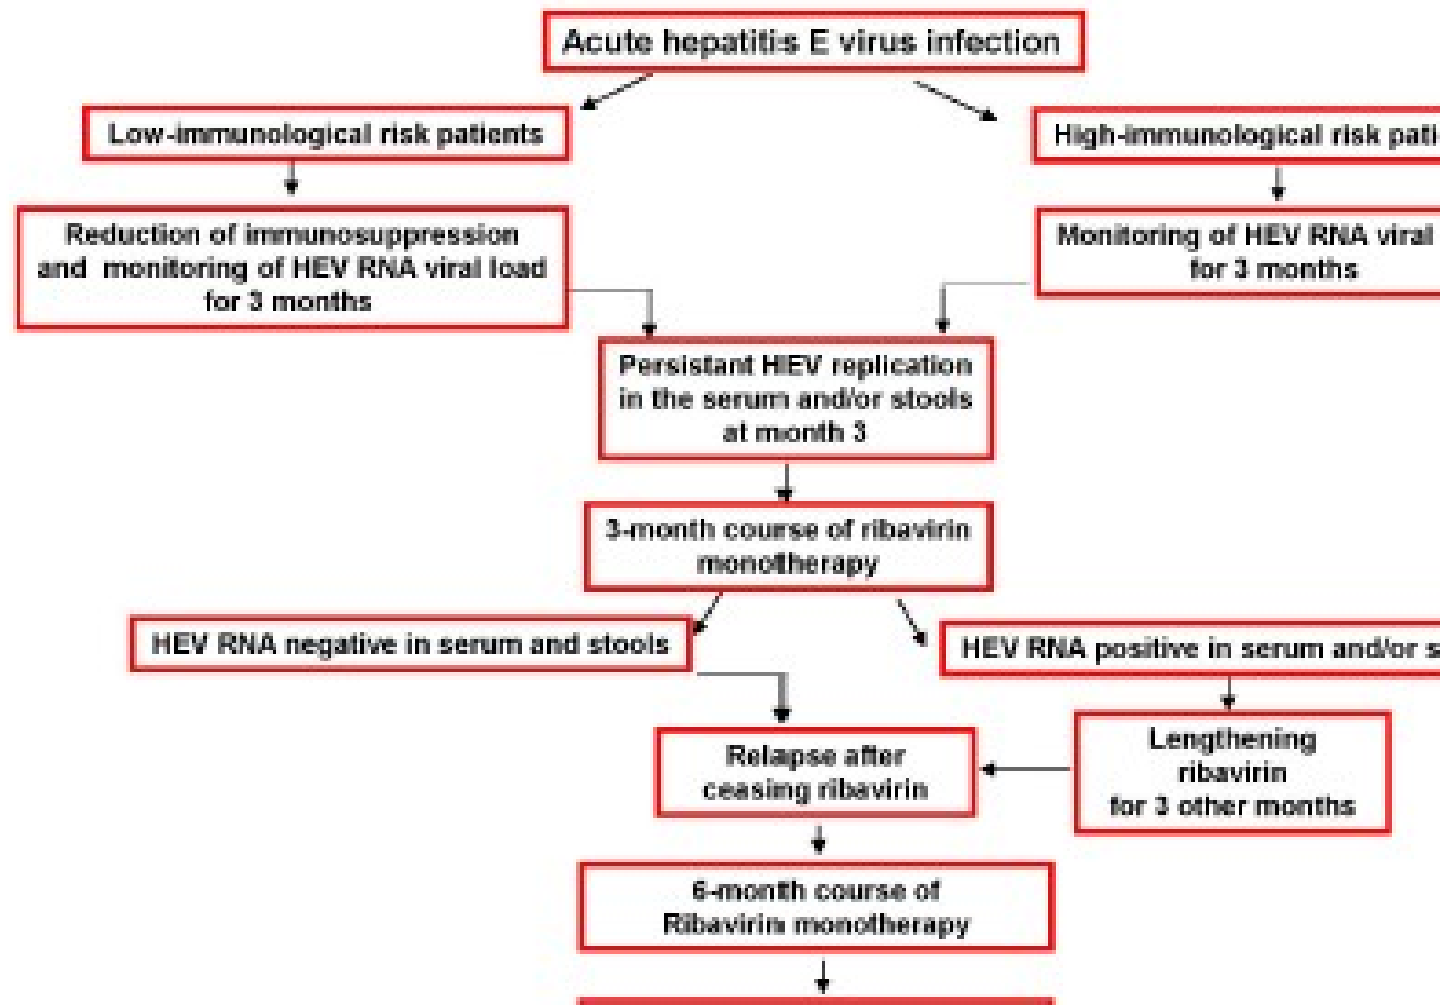 Acute hepatitis E virus infection
Low-immunological risk patients
High-immunological risk
Reduction of immunosuppression
and monitoring of HEV RNA viral load
for 3 months
Monitoring of HEV RNA viral
for 3 months
Persistant HEV replication
in the serum and/or stools
at month 3
3-month course of ribavirin
monotherapy
HEV RNA negative in serum and stools
HEV RNA positive in serum and/or
Relapse after
ceasing ribavirin
Lengthening
ribavirin
for 3 other months
6-month course of
Ribavirin monotherapy